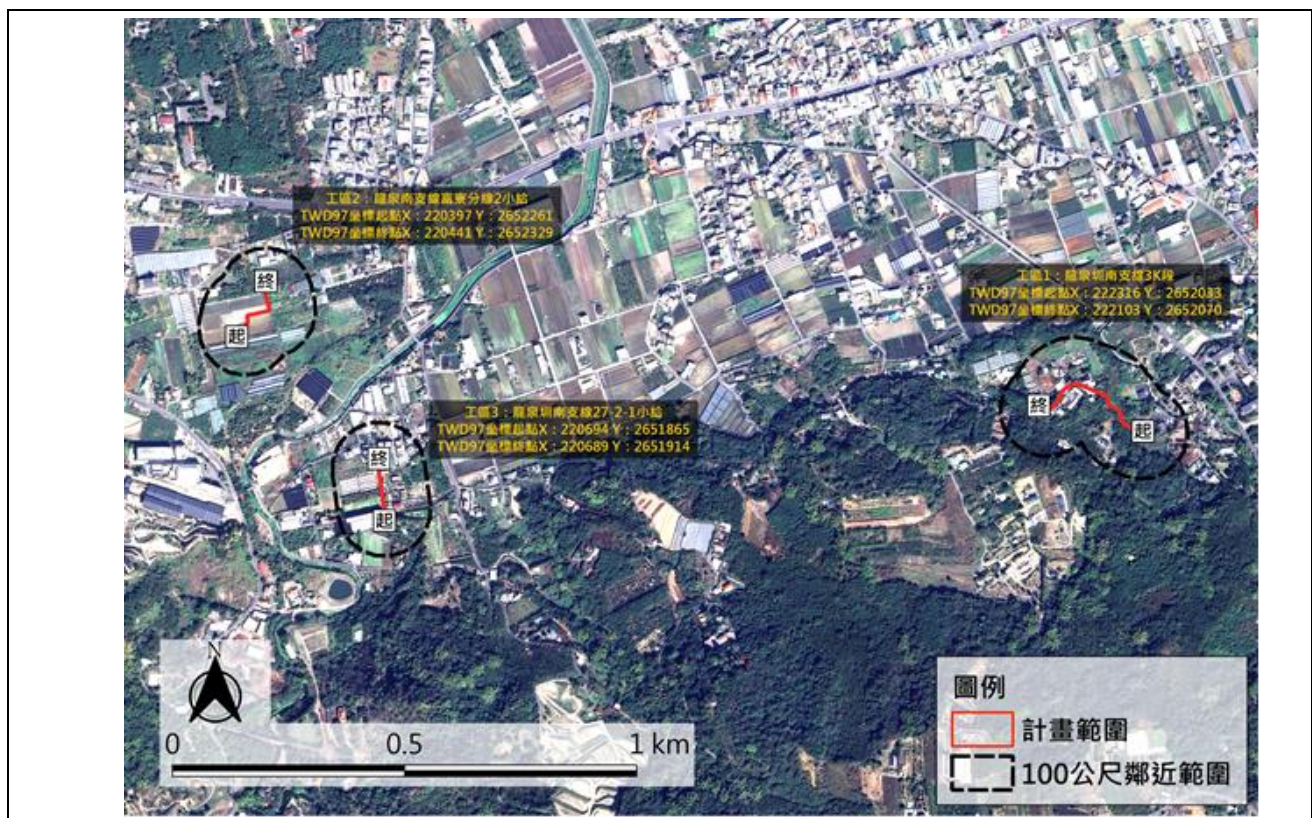 工區2：龍泉南支線富東分線2小給
TWD97坐標起點X：220397 Y：2652261
TWD97坐標終點X：220441 Y：2652329
終
起
工區1：龍泉圳南支線3K段
TWD97坐標起點X：222316 Y：2652033
TWD97坐標終點X：222103 Y：2652070
終
起
工區3：龍泉圳南支線27-2-1小給
TWD97坐標起點X：220694 Y：2651865
TWD97坐標終點X：220689 Y：2651914
終
起
N
0 0.5 1 km
圖例
計畫範圍
100公尺鄰近範圍